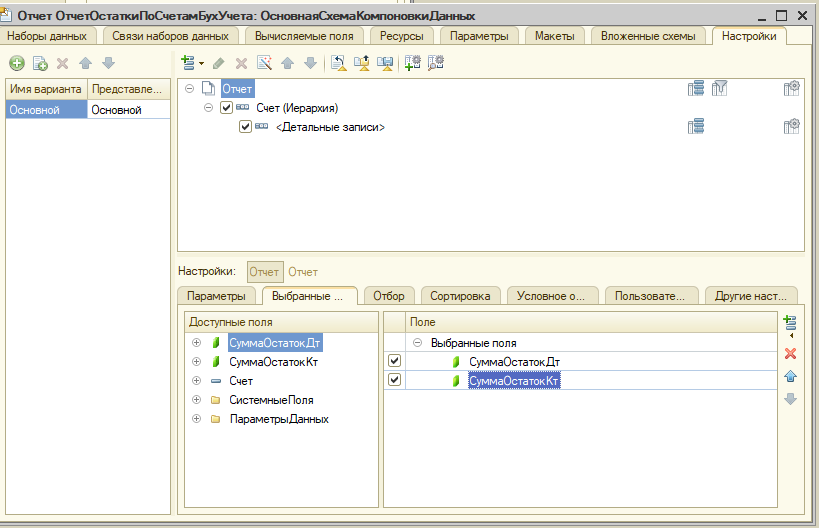 Отчет ОтчетОстаткиПоСчетамБухУчета: ОсновнаяСхемаКомпоновкиДанных
Наборы данных Связи наборов данных Вычисляемые поля Ресурсы Параметры Макеты Вложенные схемы Настройки
Имя варианта Представле...
Основной Основной
Отчет
Счет (Иерархия)
<Детальные записи>
Настройки: Отчет Отчет
Параметры Выбранные ... Отбор Сортировка Условное о... Пользовате... Другие наст...
Доступные поля
СуммаОстатокДт
СуммаОстатокКт
Счет
СистемныеПоля
ПараметрыДанных
Поле
Выбранные поля
СуммаОстатокДт
СуммаОстатокКт